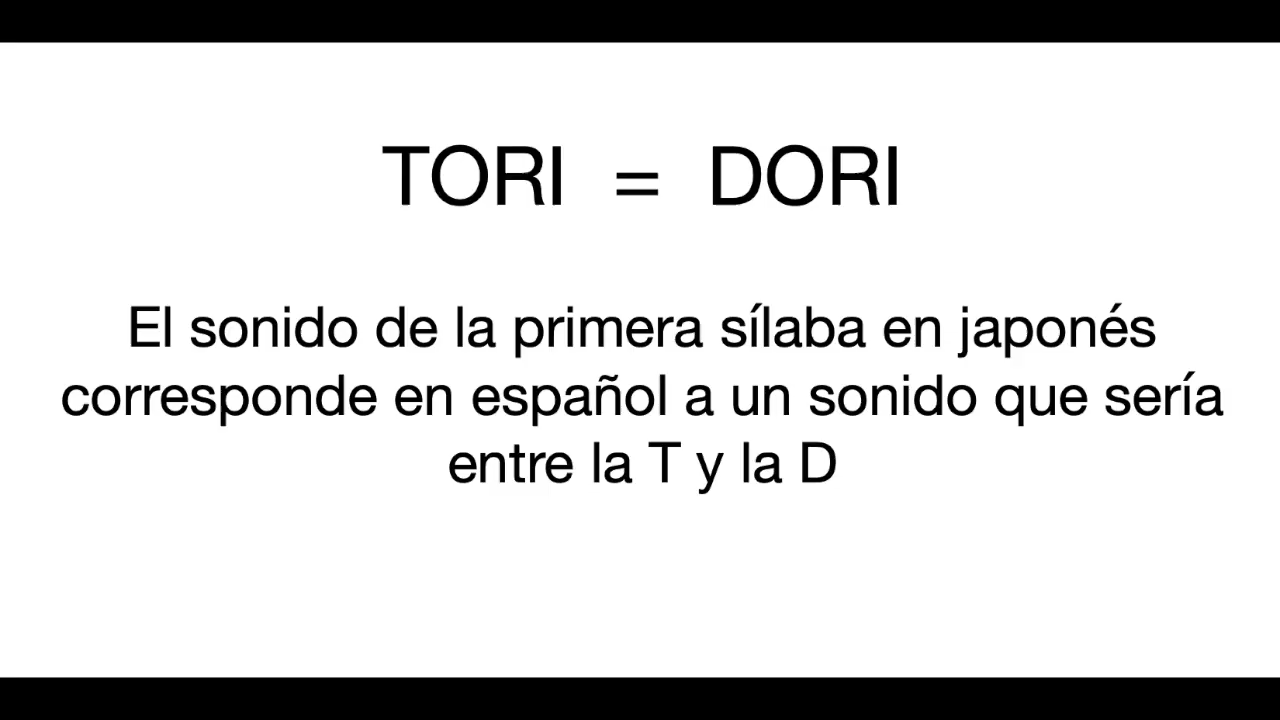 TORI = DORI
El sonido de la primera sílaba en japonés
corresponde en español a un sonido que sería
entre la T y la D